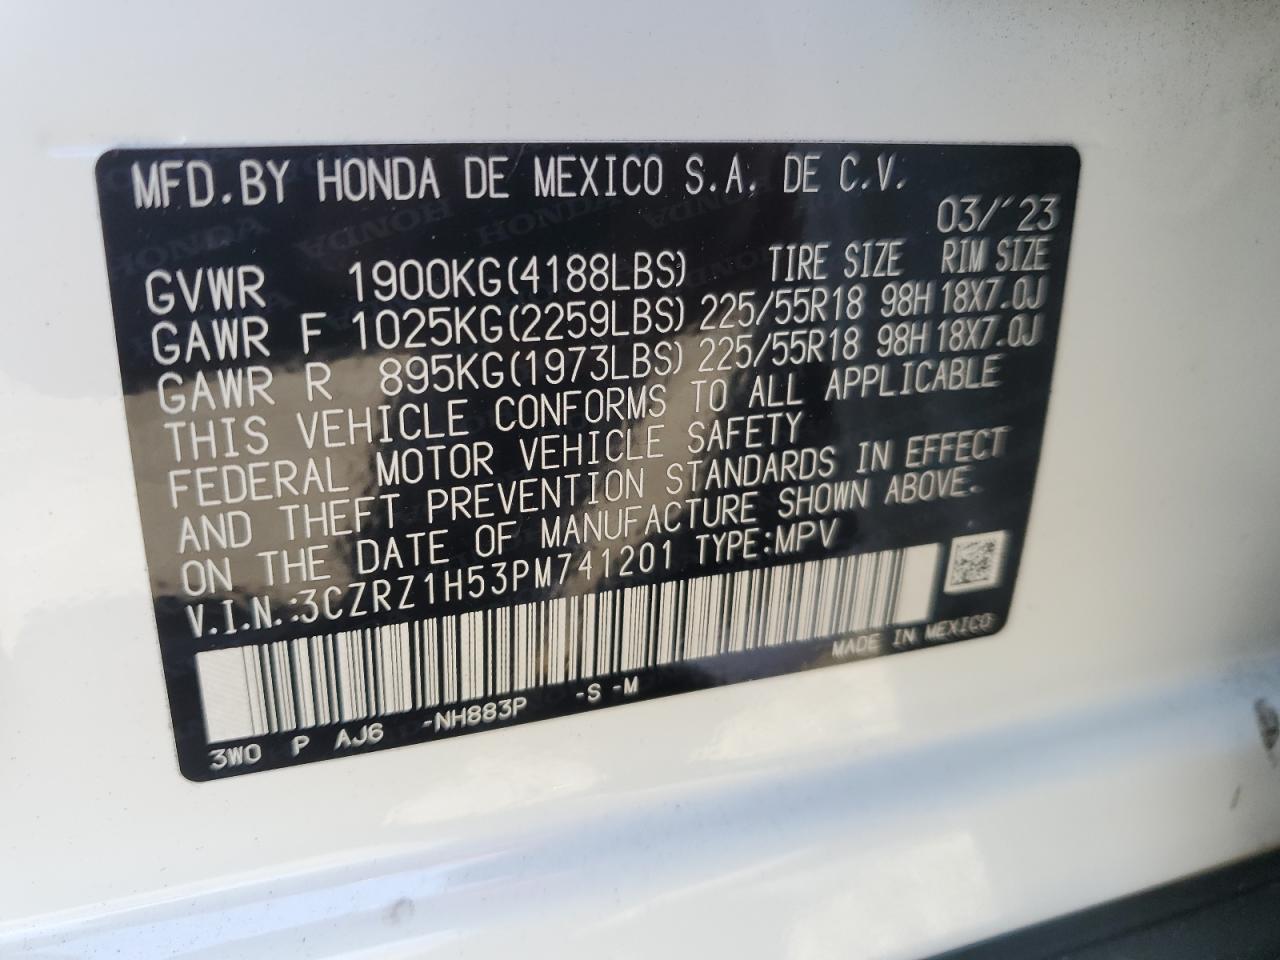 MFD.BY HONDA DE MEXICO S.A. DE C.V.
03/´23
GVWR 1900KG(4188LBS) TIRE SIZE RIM SIZE
GAWR F 1025KG(2259LBS) 225/55R18 98H 18X7.0J
GAWR R 895KG(1973LBS) 225/55R18 98H 18X7.0J
THIS VEHICLE CONFORMS TO ALL APPLICABLE
FEDERAL MOTOR VEHICLE SAFETY
AND THEFT PREVENTION STANDARDS IN EFFECT
ON THE DATE OF MANUFACTURE SHOWN ABOVE.
V.I.N.:3CZRZ1H53PM741201 TYPE:MPV
MADE IN MEXICO
3WO P AJ6 -NH883P -S -M